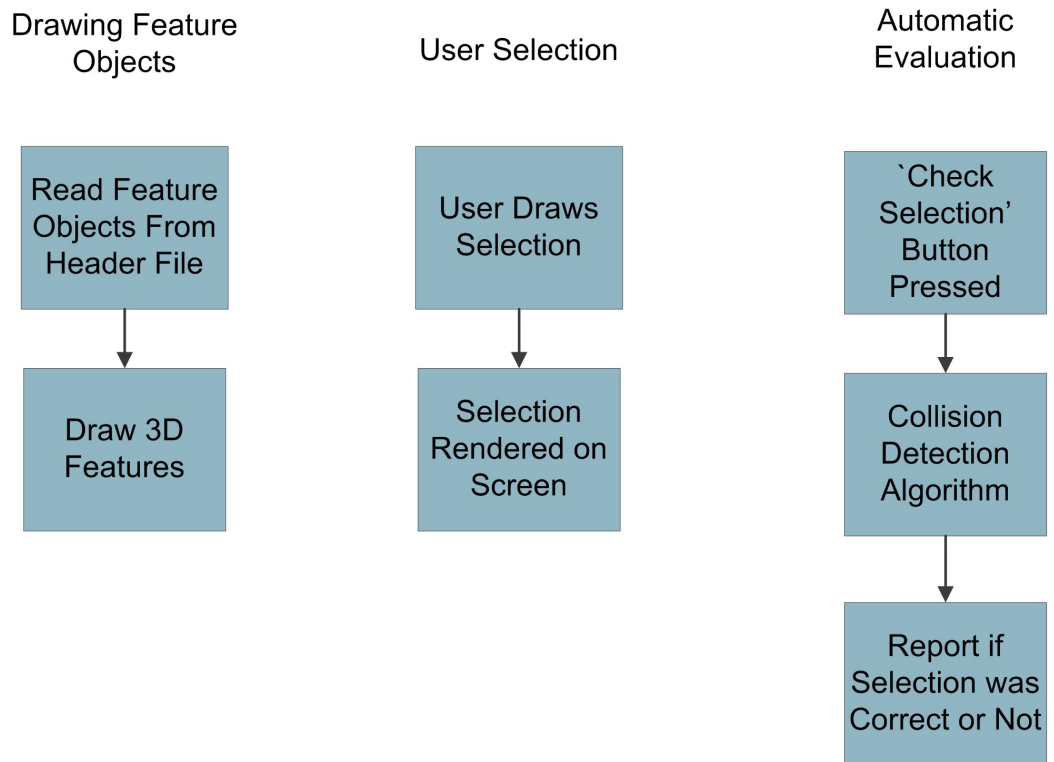 Drawing Feature
Objects
Read Feature
Objects From
Header File
Draw 3D
Features
User Selection
User Draws
Selection
Selection
Rendered on
Screen
Automatic
Evaluation
`Check
Selection’
Button
Pressed
Collision
Detection
Algorithm
Report if
Selection was
Correct or Not